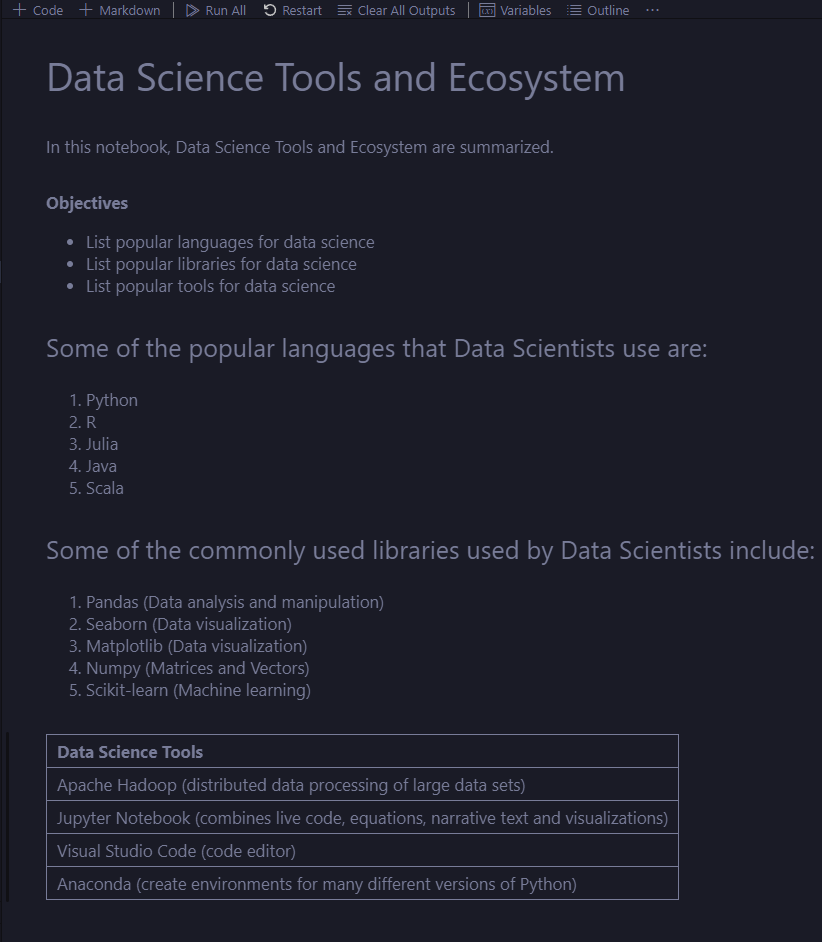 Code Markdown Run All Restart Clear All Outputs Variables Outline ...
Data Science Tools and Ecosystem
In this notebook, Data Science Tools and Ecosystem are summarized.
Objectives
• List popular languages for data science
• List popular libraries for data science
• List popular tools for data science
Some of the popular languages that Data Scientists use are:
1. Python
2. R
3. Julia
4. Java
5. Scala
Some of the commonly used libraries used by Data Scientists include:
1. Pandas (Data analysis and manipulation)
2. Seaborn (Data visualization)
3. Matplotlib (Data visualization)
4. Numpy (Matrices and Vectors)
5. Scikit-learn (Machine learning)
Data Science Tools
Apache Hadoop (distributed data processing of large data sets)
Jupyter Notebook (combines live code, equations, narrative text and visualizations)
Visual Studio Code (code editor)
Anaconda (create environments for many different versions of Python)